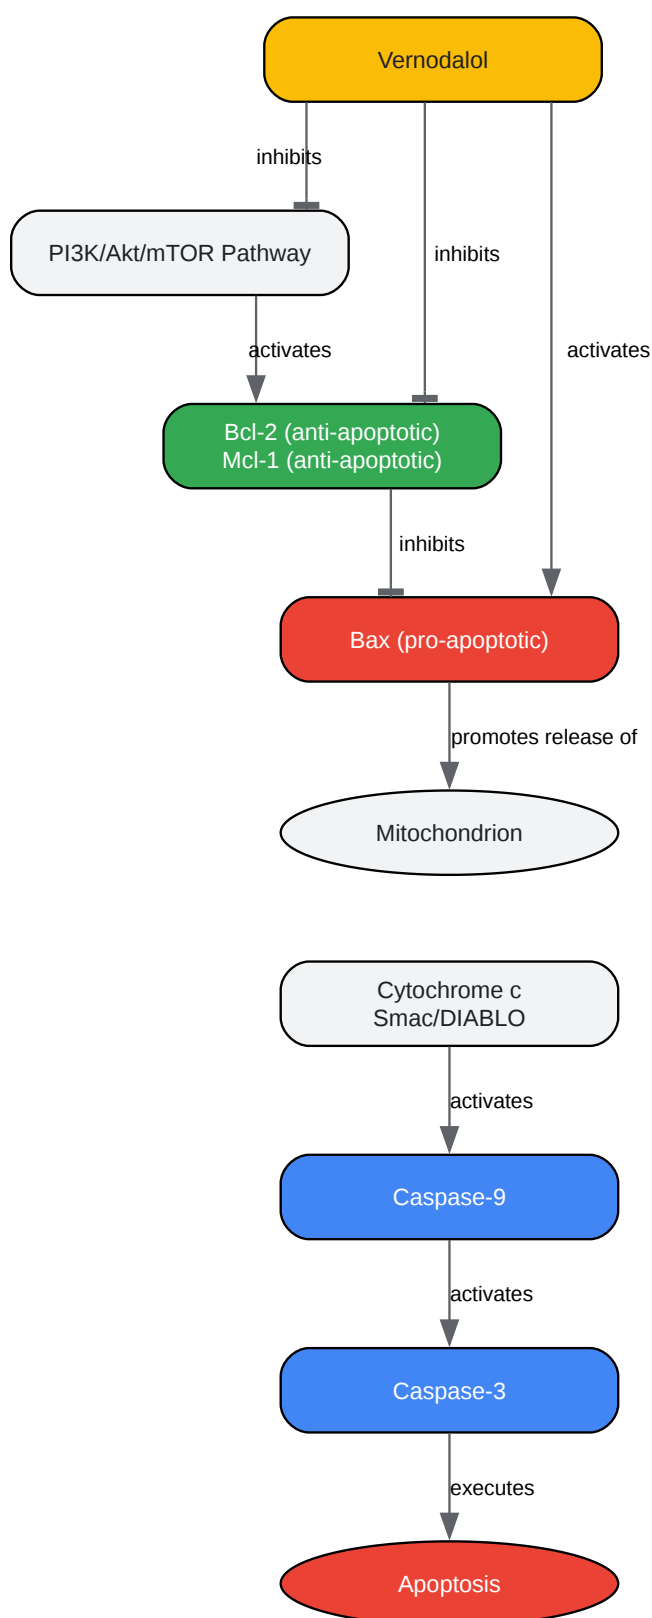 Vernodalol
inhibits
PI3K/Akt/mTOR Pathway
inhibits
activates
activates
Bcl-2 (anti-apoptotic)
Mcl-1 (anti-apoptotic)
inhibits
Bax (pro-apoptotic)
promotes release of
Mitochondrion
Cytochrome c
Smac/DIABLO
activates
Caspase-9
activates
Caspase-3
executes
Apoptosis